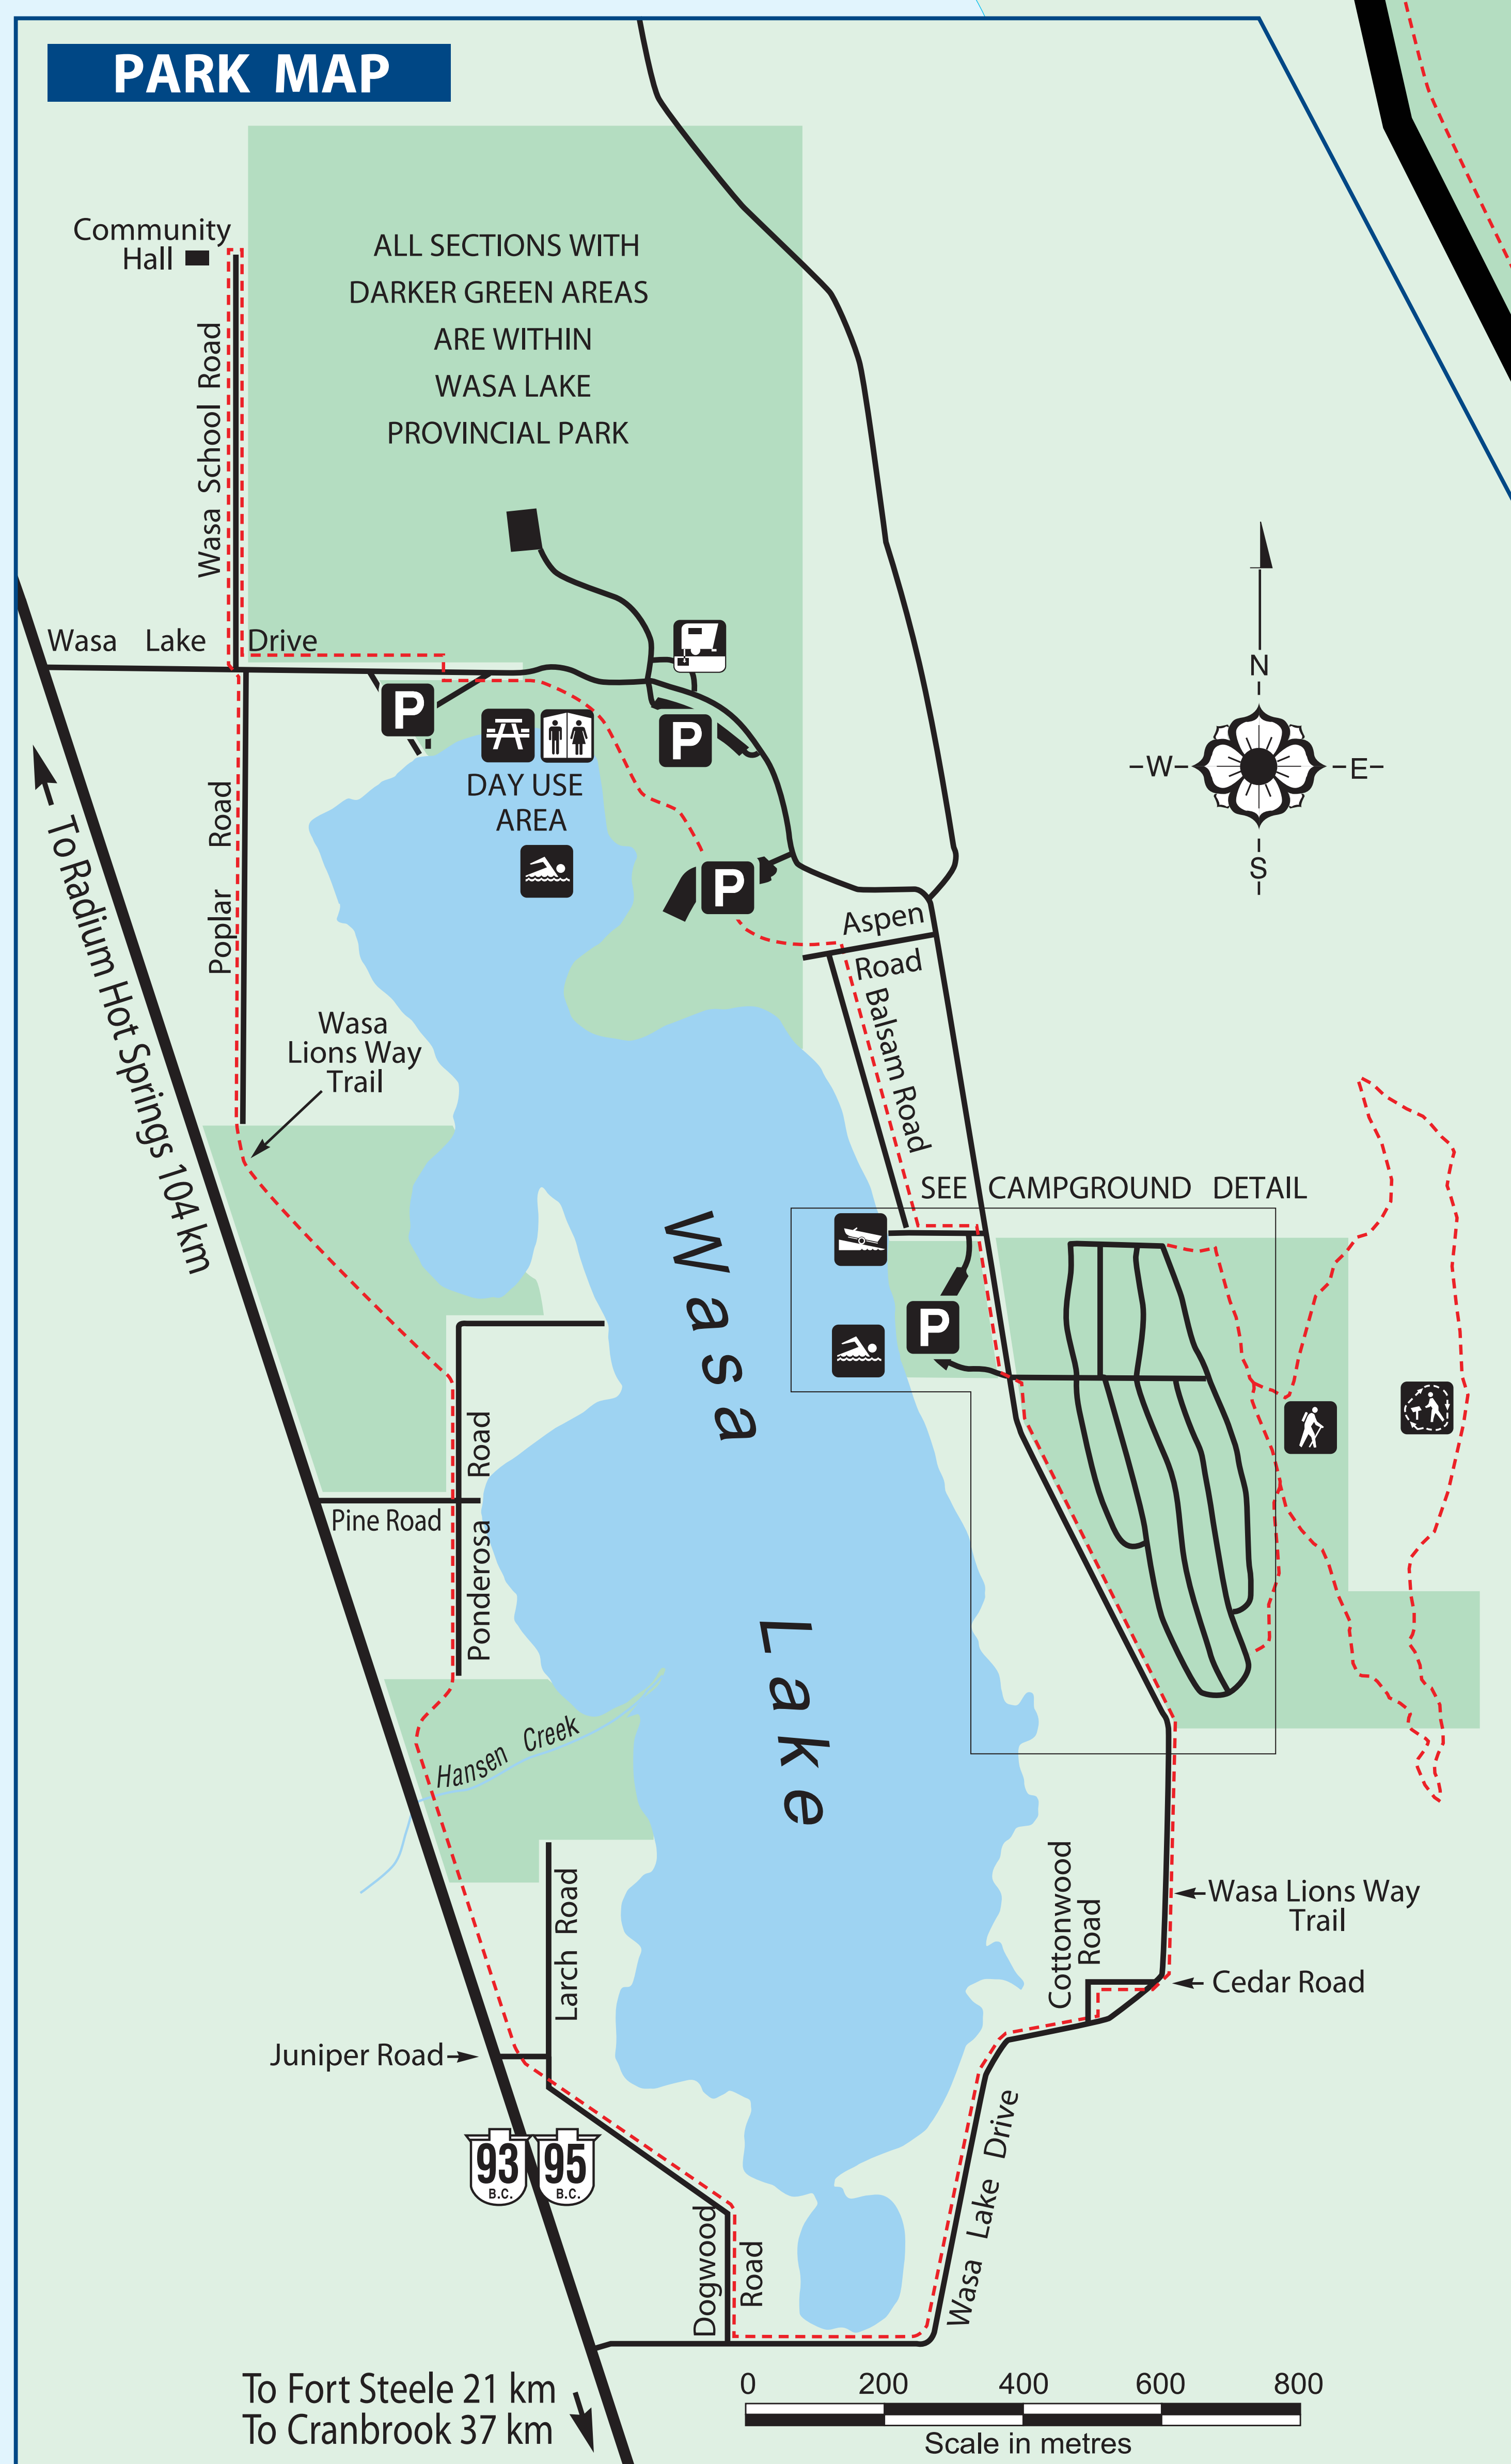 PARK MAP
Community
Hall
ALL SECTIONS WITH
DARKER GREEN AREAS
ARE WITHIN
WASA LAKE
PROVINCIAL PARK
Wasa School Road
Wasa Lake Drive
P
P
DAY USE
AREA
P
Poplar Road
To Radium Hot Springs 104 km
N
W
E
S
Aspen
Road
Balsam Road
Wasa
Lions Way
Trail
SEE CAMPGROUND DETAIL
P
Wasa
Lake
Pine Road
Ponderosa Road
Hansen Creek
Larch Road
Cottonwood
Road
Wasa Lions Way
Trail
Cedar Road
Juniper Road
93
B.C.
95
B.C.
Dogwood
Road
Wasa Lake Drive
To Fort Steele 21 km
To Cranbrook 37 km
0 200 400 600 800
Scale in metres